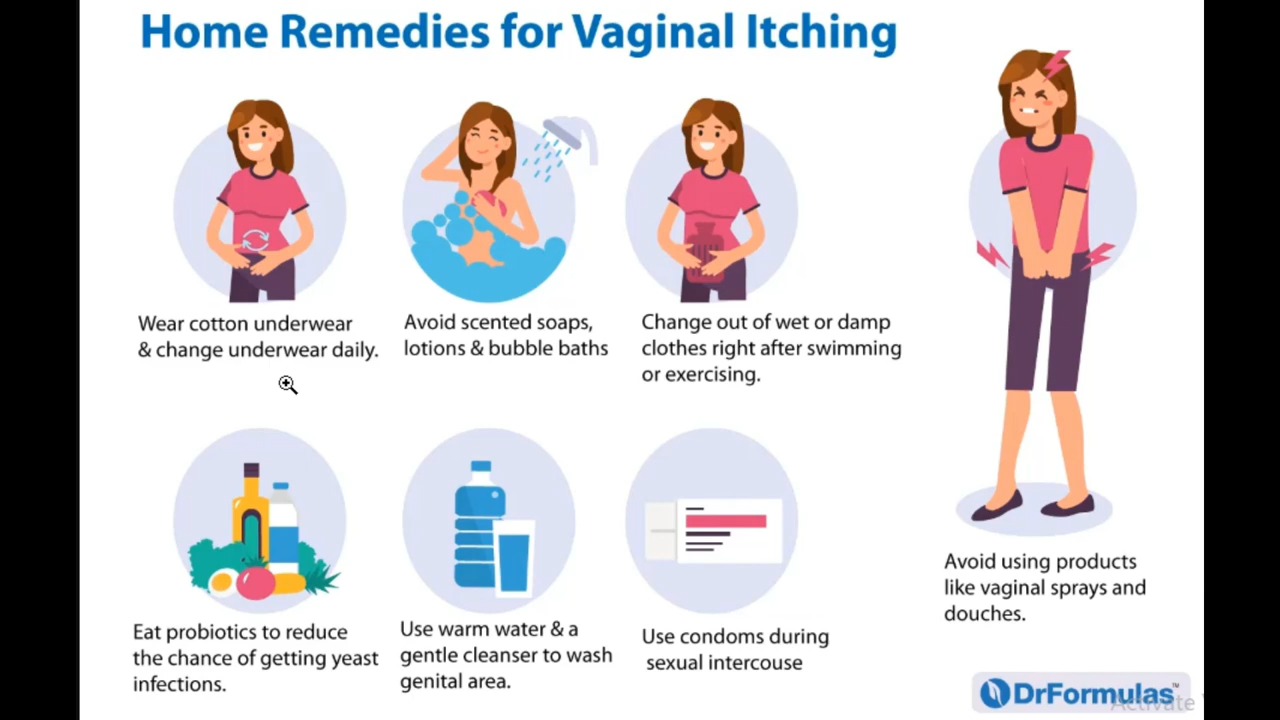 Home Remedies for Vaginal Itching
Wear cotton underwear
& change underwear daily.
Avoid scented soaps,
lotions & bubble baths
Change out of wet or damp
clothes right after swimming
or exercising.
Eat probiotics to reduce
the chance of getting yeast
infections.
Use warm water & a
gentle cleanser to wash
genital area.
Use condoms during
sexual intercouse
Avoid using products
like vaginal sprays and
douches.
DrFormulas™
Activate